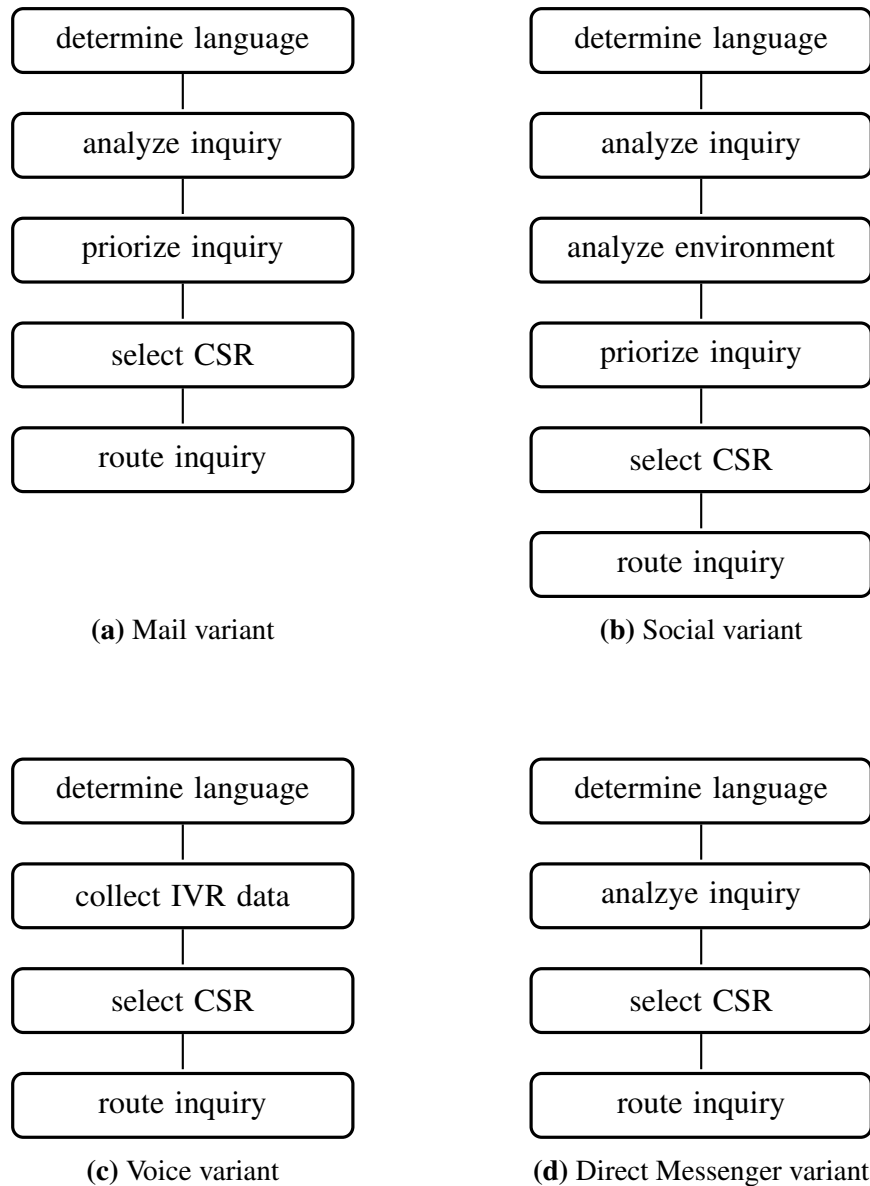 determine language
analyze inquiry
priorize inquiry
select CSR
route inquiry
(a) Mail variant
determine language
analyze inquiry
analyze environment
priorize inquiry
select CSR
route inquiry
(b) Social variant
determine language
collect IVR data
select CSR
route inquiry
(c) Voice variant
determine language
analzye inquiry
select CSR
route inquiry
(d) Direct Messenger variant